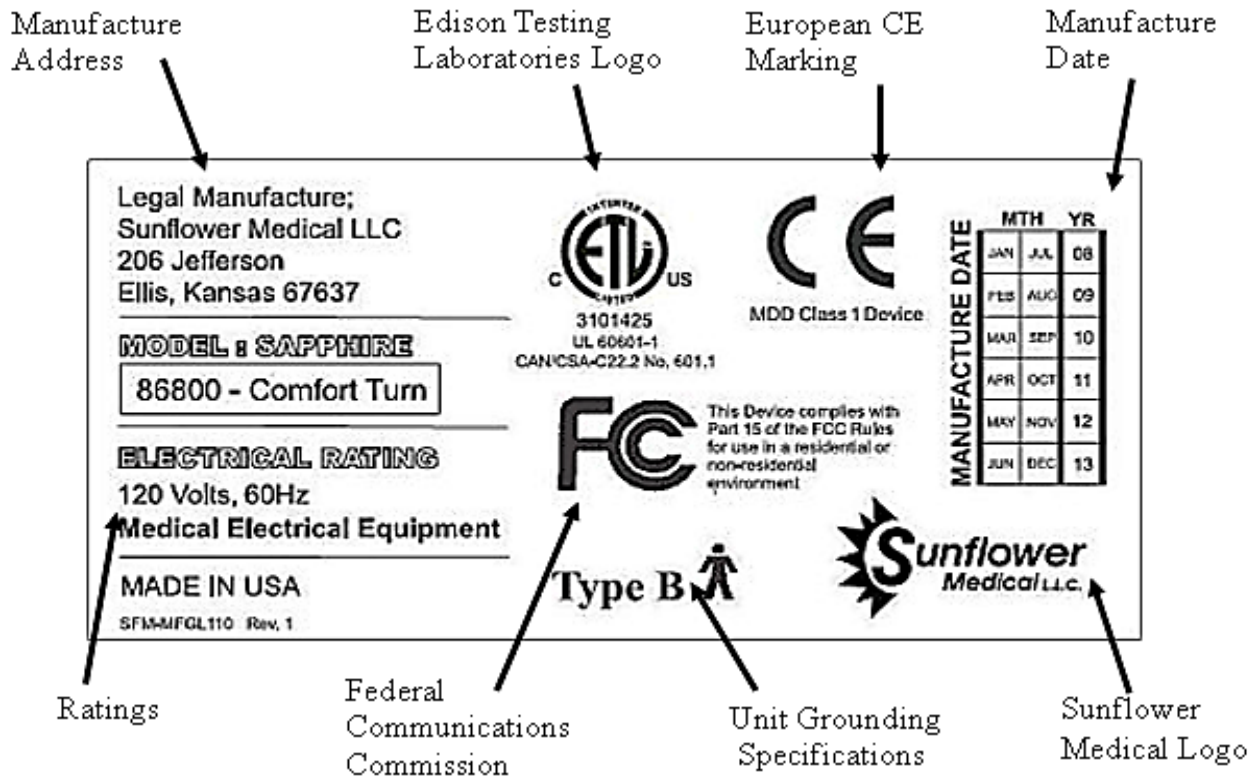 Manufacture
Address
Edison Testing
Laboratories Logo
European CE
Marking
Manufacture
Date
Legal Manufacture;
Sunflower Medical LLC
206 Jefferson
Ellis, Kansas 67637
MODEL : SAPPHIRE
86800 - Comfort Turn
ELECTRICAL RATING
120 Volts, 60Hz
Medical Electrical Equipment
MADE IN USA
SFM-MFGL110 Rev. 1
INTERTEK
ETL
C US
LISTED
3101425
UL 60601-1
CAN/CSA-C22.2 No. 601.1
CE
MDD Class 1 Device
FCC
This Device complies with
Part 15 of the FCC Rules
for use in a residential or
non-residential
environment
Type B
MANUFACTURE DATE
MTH YR
JAN JUL 08
FEB AUG 09
MAR SEP 10
APR OCT 11
MAY NOV 12
JUN DEC 13
Sunflower
Medical L.L.C.
Ratings
Federal
Communications
Commission
Unit Grounding
Specifications
Sunflower
Medical Logo